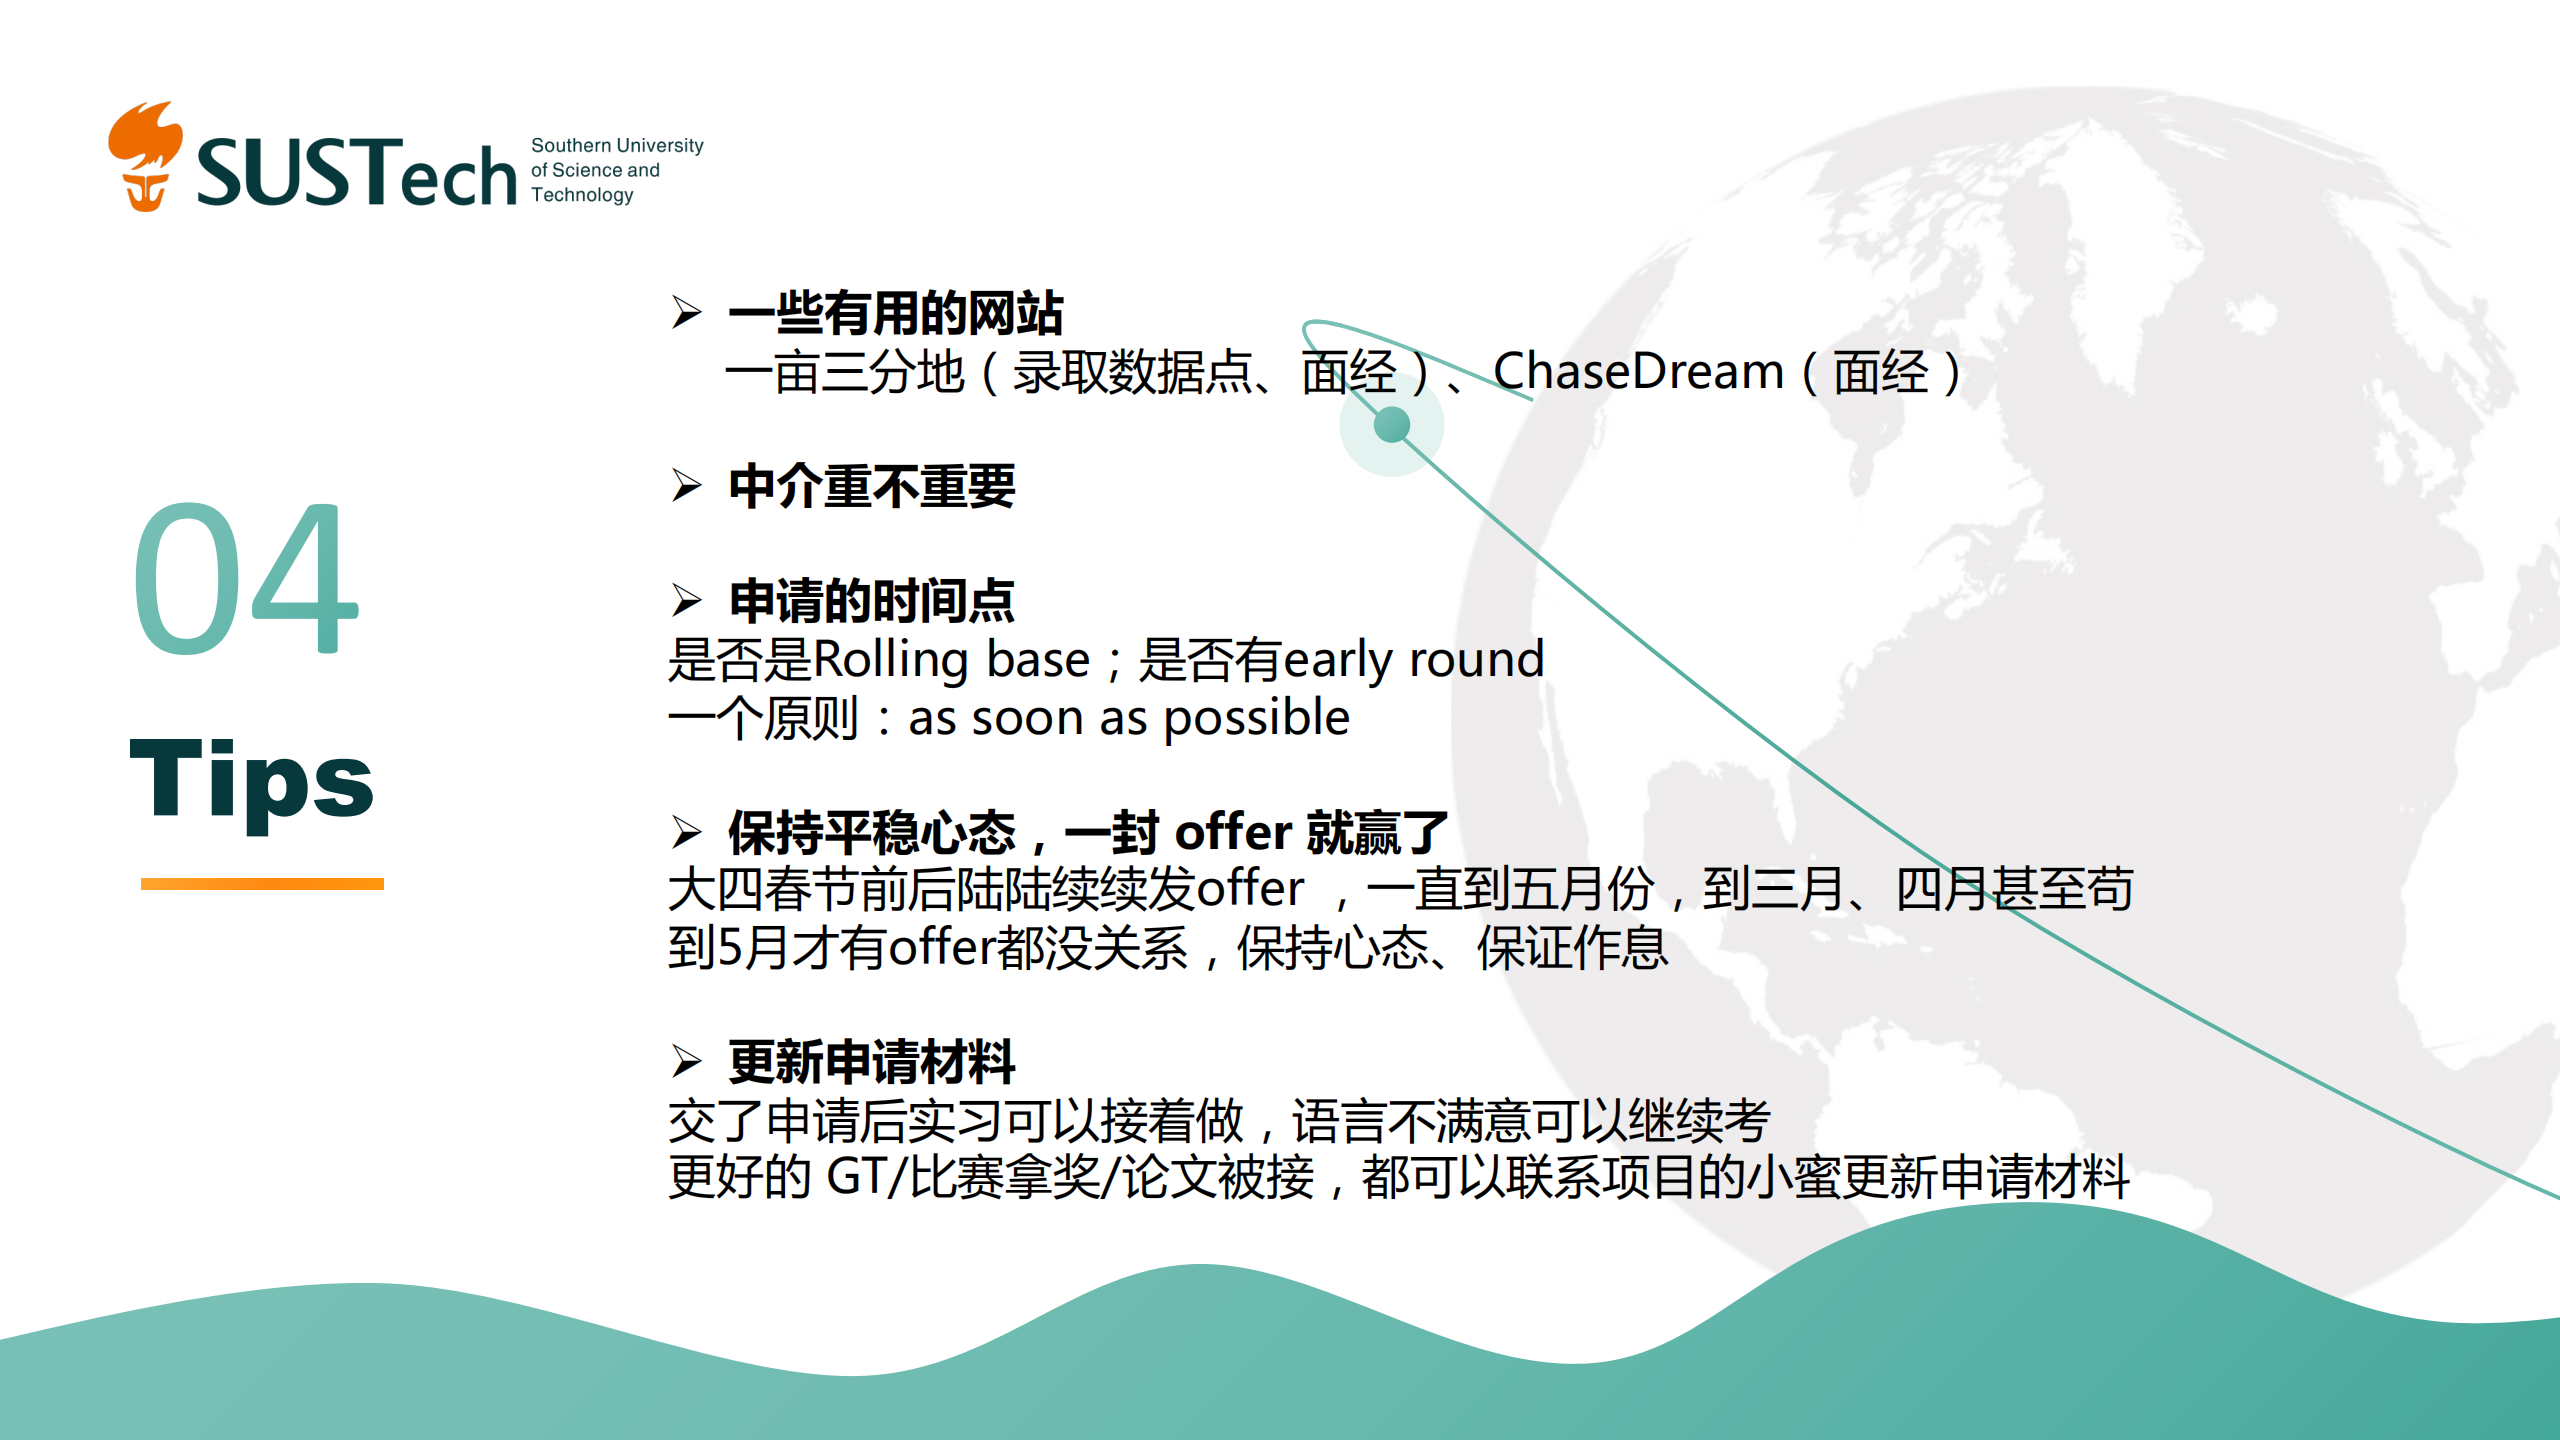 SUSTech
Southern University
of Science and
Technology
04
Tips
➢ 一些有用的网站
一亩三分地（录取数据点、面经）、ChaseDream（面经）
➢ 中介重不重要
➢ 申请的时间点
是否是Rolling base；是否有early round
一个原则：as soon as possible
➢ 保持平稳心态，一封 offer 就赢了
大四春节前后陆陆续续发offer ，一直到五月份，到三月、四月甚至苟
到5月才有offer都没关系，保持心态、保证作息
➢ 更新申请材料
交了申请后实习可以接着做，语言不满意可以继续考
更好的 GT/比赛拿奖/论文被接，都可以联系项目的小蜜更新申请材料